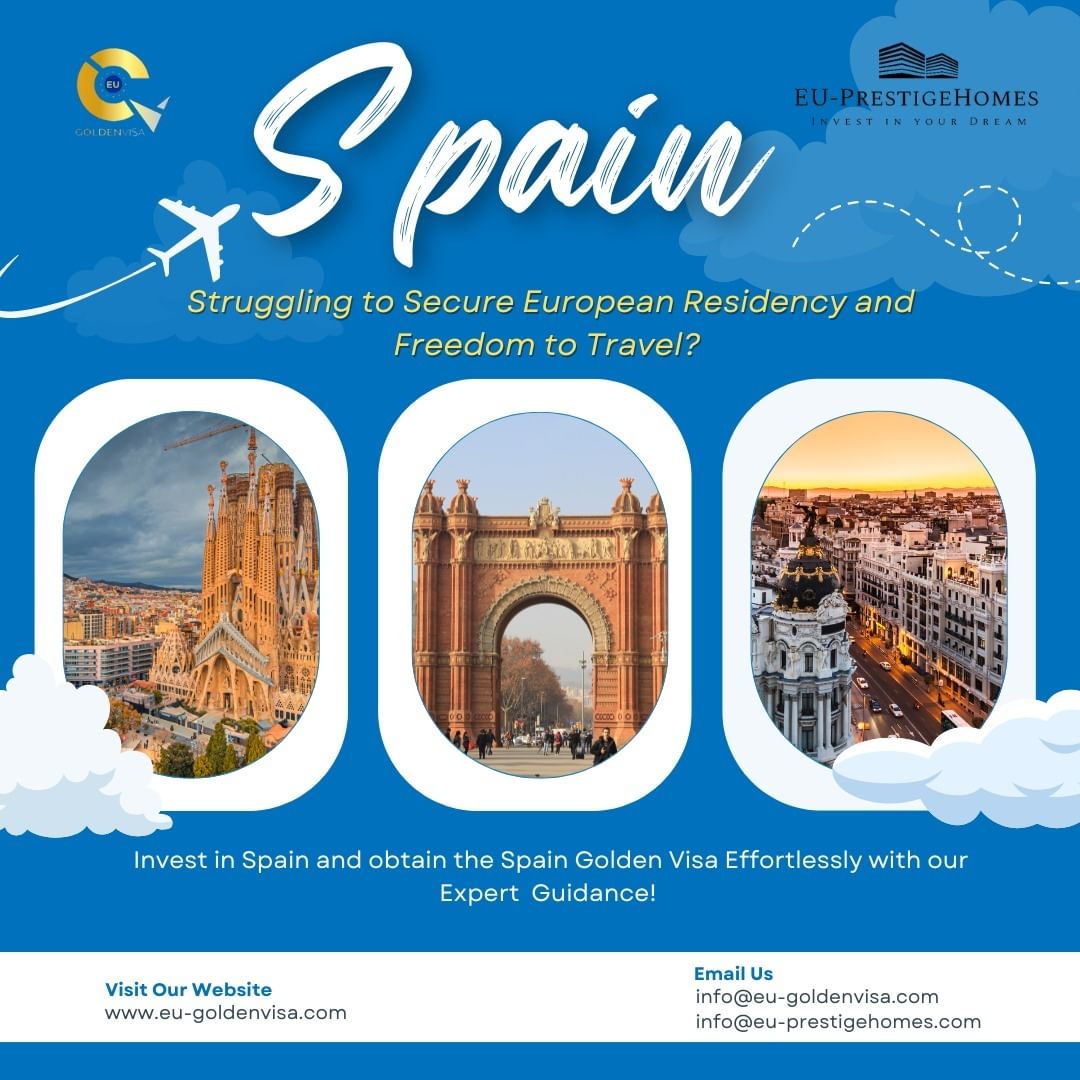 EU
GOLDENVISA
EU-PRESTIGEHOMES
INVEST IN YOUR DREAM
Spain
Struggling to Secure European Residency and
Freedom to Travel?
Invest in Spain and obtain the Spain Golden Visa Effortlessly with our
Expert Guidance!
Visit Our Website
www.eu-goldenvisa.com
Email Us
info@eu-goldenvisa.com
info@eu-prestigehomes.com